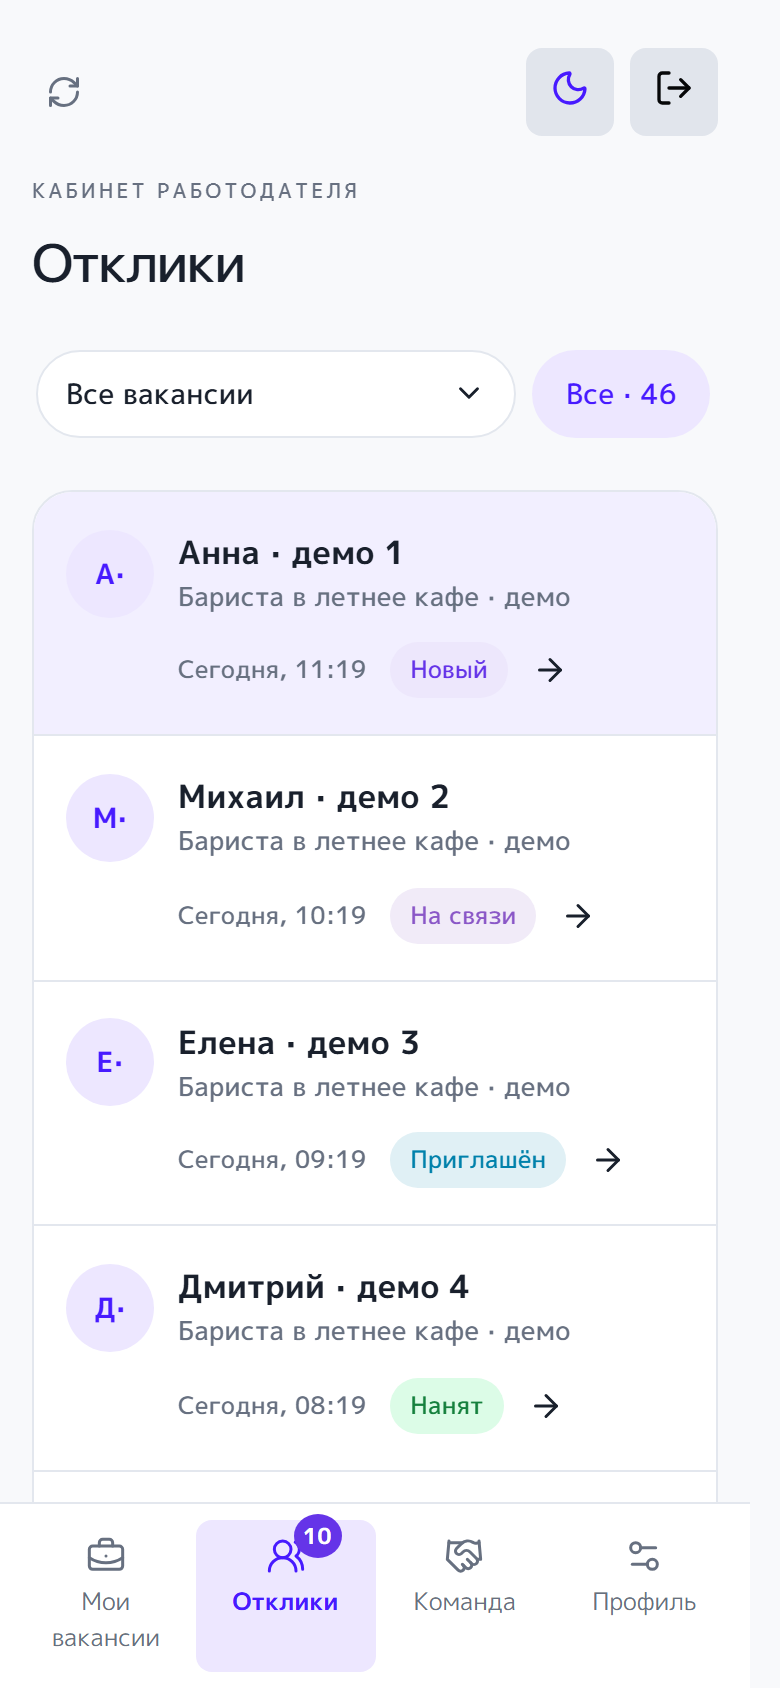 КАБИНЕТ РАБОТОДАТЕЛЯ
Отклики
Все вакансии
Все · 46
А·
Анна · демо 1
Бариста в летнее кафе · демо
Сегодня, 11:19
Новый
М·
Михаил · демо 2
Бариста в летнее кафе · демо
Сегодня, 10:19
На связи
Е·
Елена · демо 3
Бариста в летнее кафе · демо
Сегодня, 09:19
Приглашён
Д·
Дмитрий · демо 4
Бариста в летнее кафе · демо
Сегодня, 08:19
Нанят
Мои
вакансии
10
Отклики
Команда
Профиль